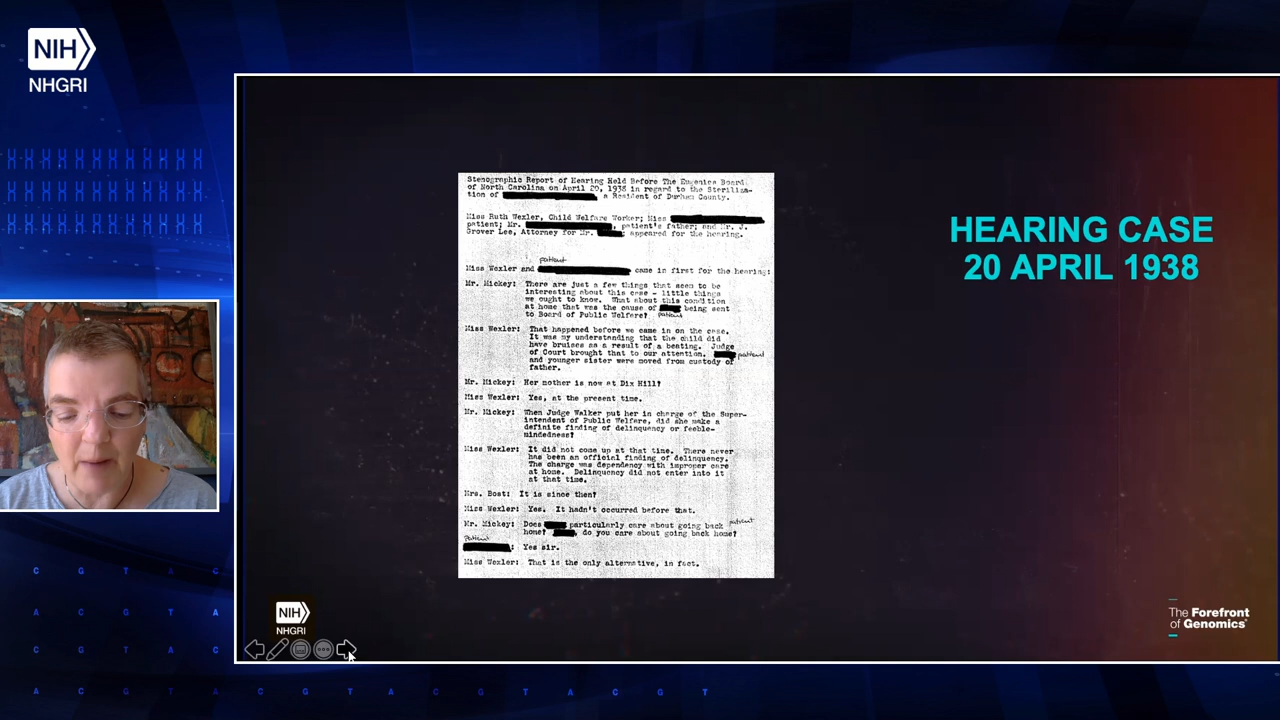 NIH
NHGRI
HEARING CASE
20 APRIL 1938
Stenographic Report of Hearing Held Before The Eugenics Board
of North Carolina on April 20, 1938 in regard to the Steriliza-
tion of a Resident of Durham County.
Miss Ruth Wexler, Child Welfare Worker; Miss
patient; Mr. , patient's father; and Mr. J.
Grover Lee, Attorney for Mr. ; appeared for the hearing.
patient
Miss Wexler and came in first for the hearing:
Mr. Mickey: There are just a few things that seem to be
interesting about this case - little things
we ought to know. What about this condition
at home that was the cause of being sent
to Board of Public Welfare? patient
Miss Wexler: That happened before we came in on the case.
It was my understanding that the child did
have bruises as a result of a beating. Judge
of Court brought that to our attention. patient
and younger sister were moved from custody of
father.
Mr. Mickey: Her mother is now at Dix Hill?
Miss Wexler: Yes, at the present time.
Mr. Mickey: When Judge Walker put her in charge of the Super-
intendent of Public Welfare, did she make a
definite finding of delinquency or feeble-
mindedness?
Miss Wexler: It did not come up at that time. There never
has been an official finding of delinquency.
The charge was dependency with improper care
at home. Delinquency did not enter into it
at that time.
Mrs. Bost: It is since then?
Miss Wexler: Yes. It hadn't occurred before that.
Mr. Mickey: Does particularly care about going back patient
home? , do you care about going back home?
patient
: Yes sir.
Miss Wexler: That is the only alternative, in fact.
NIH
NHGRI
The Forefront
of Genomics
C G T A C
A C G T A
C G T A C
A C G T A C G T A C G T A C G T